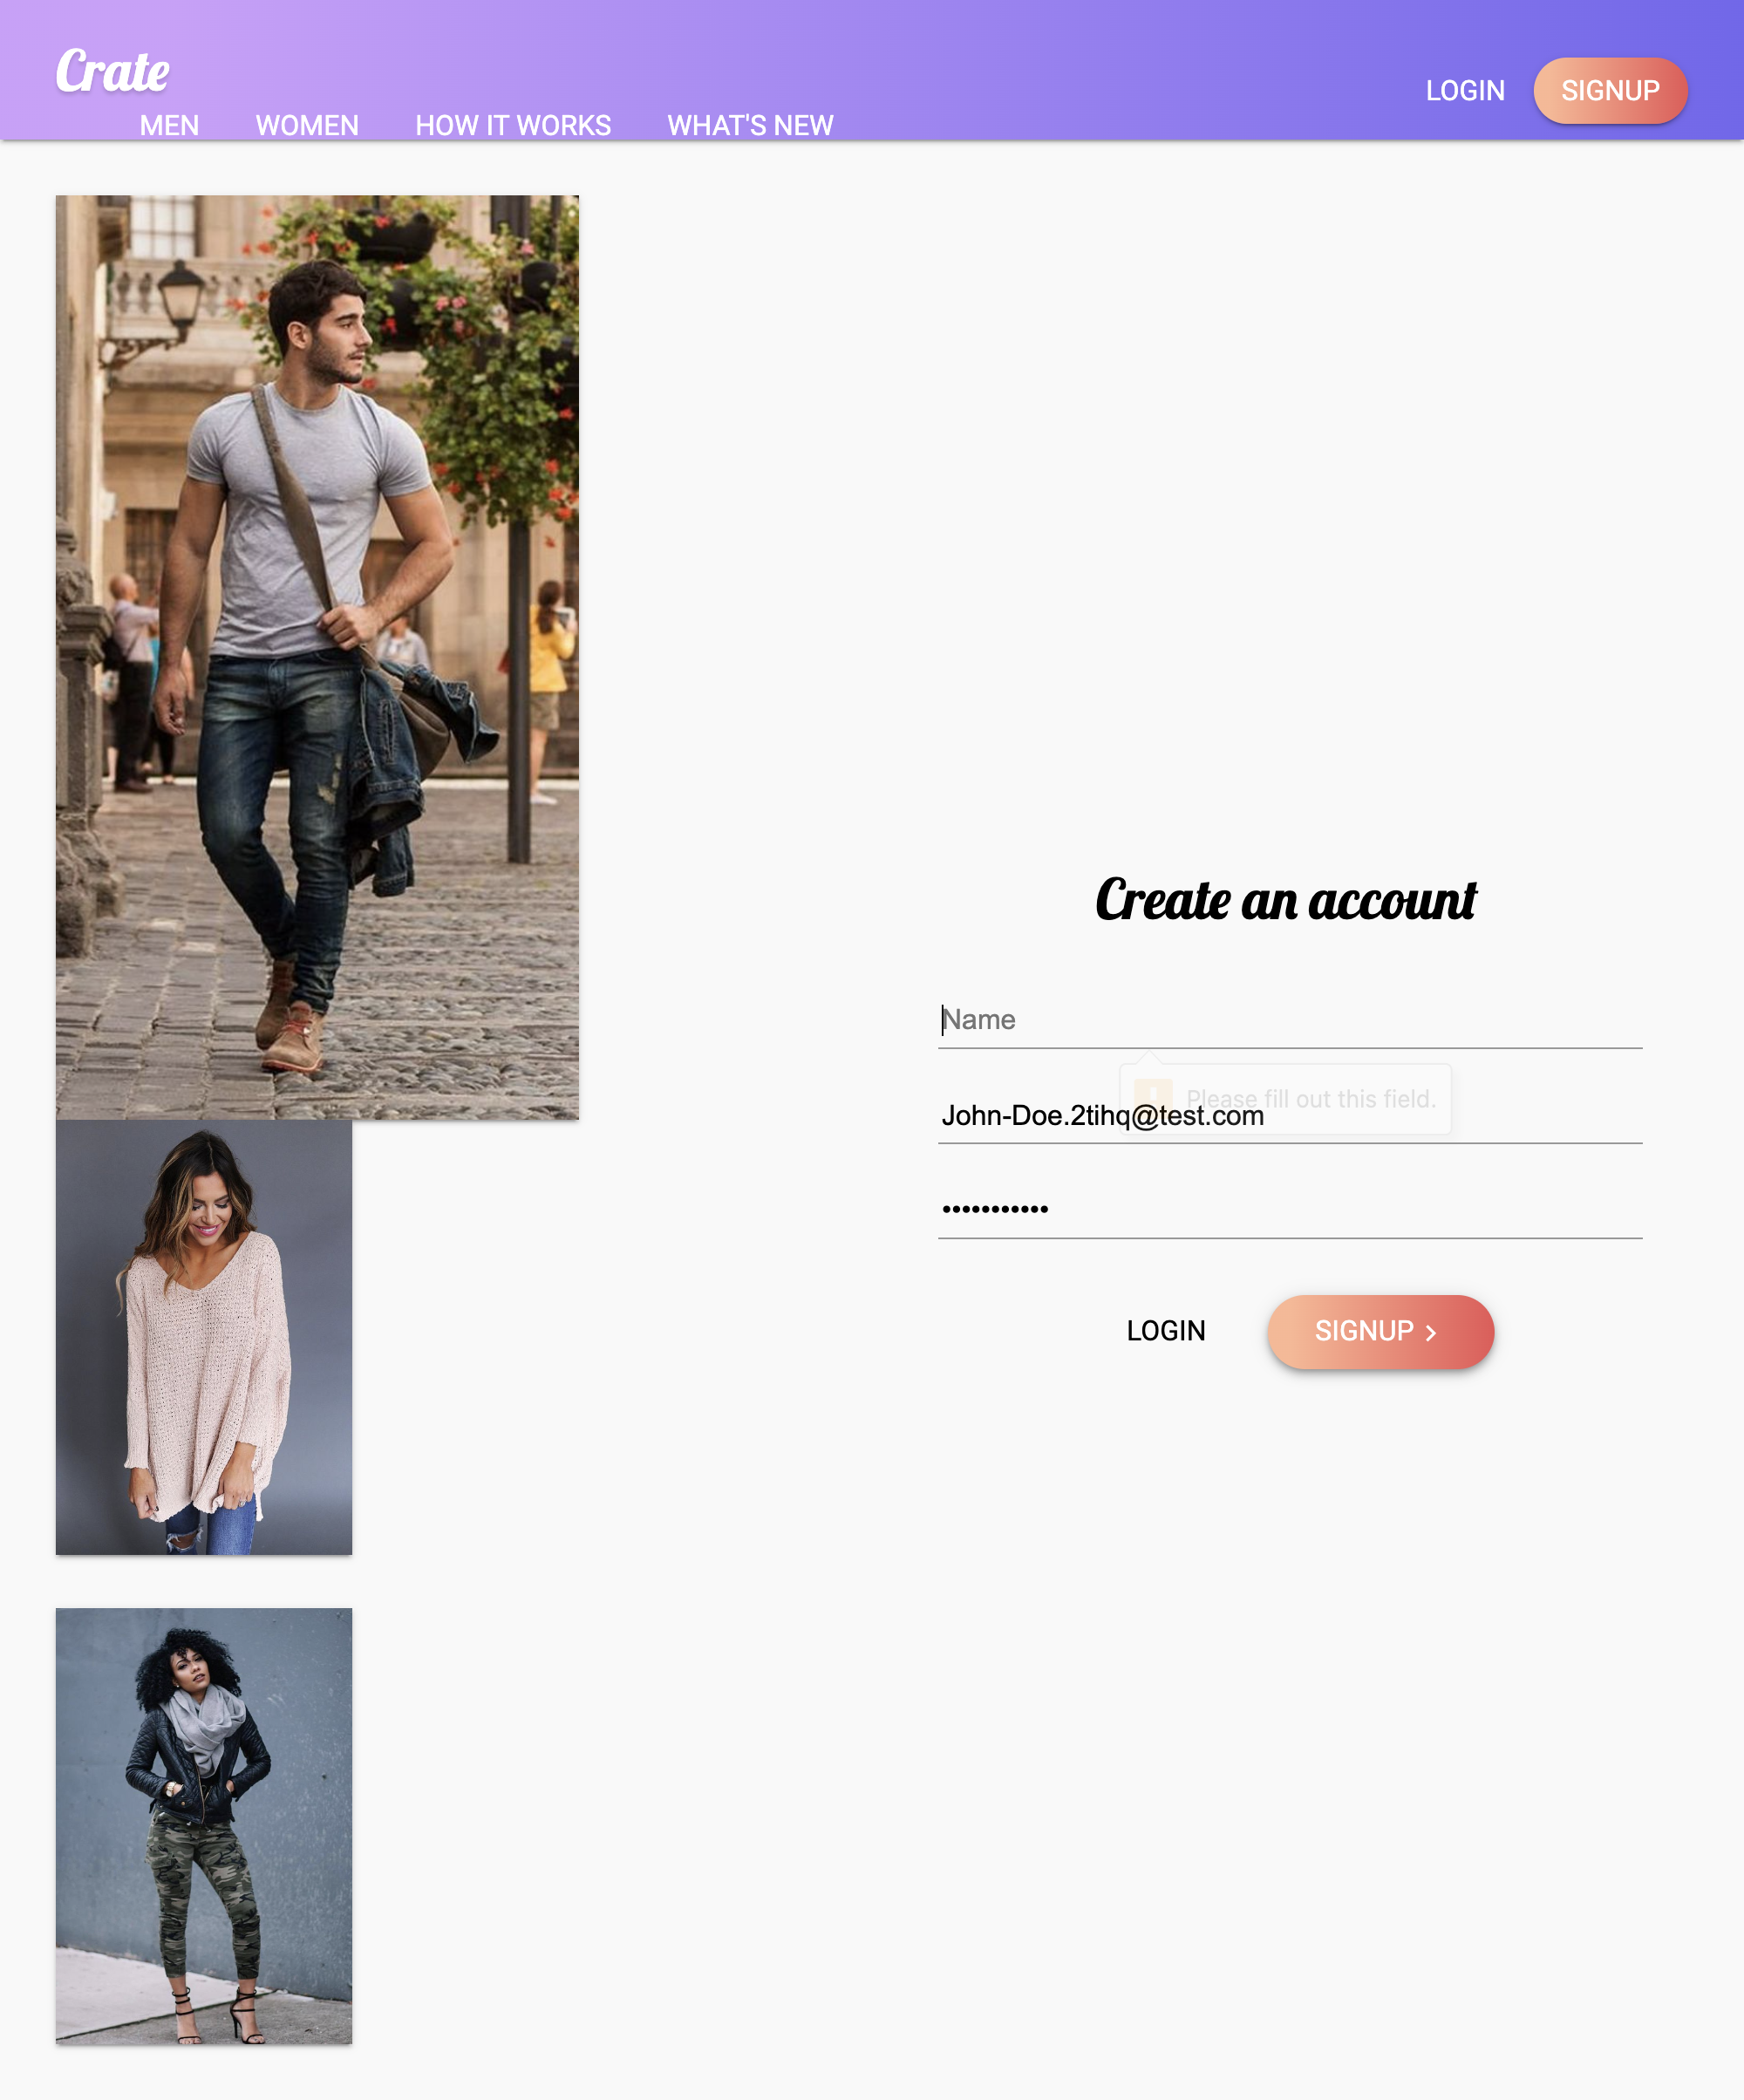 Crate
MEN WOMEN HOW IT WORKS WHAT'S NEW
LOGIN SIGNUP
Create an account
Name
Please fill out this field.
John-Doe.2tihq@test.com
•••••••••••
LOGIN SIGNUP >